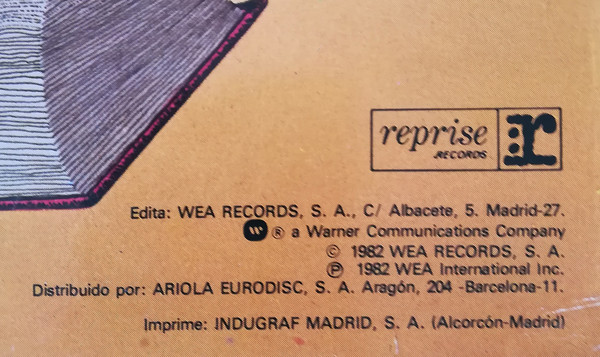 reprise
RECORDS
r
Edita: WEA RECORDS, S. A., C/ Albacete, 5. Madrid-27.
W ® a Warner Communications Company
© 1982 WEA RECORDS, S. A.
℗ 1982 WEA International Inc.
Distribuido por: ARIOLA EURODISC, S. A. Aragón, 204 -Barcelona-11.
Imprime: INDUGRAF MADRID, S. A. (Alcorcón-Madrid)